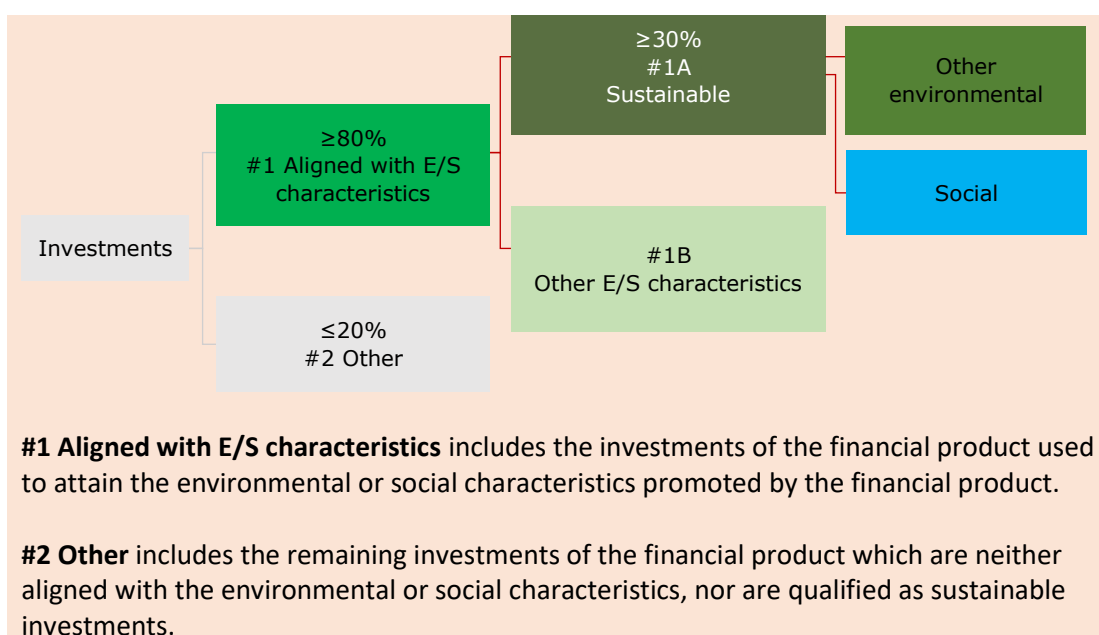 ≥30%
#1A
Sustainable
Other
environmental
≥80%
#1 Aligned with E/S
characteristics
Social
Investments
#1B
Other E/S characteristics
≤20%
#2 Other
#1 Aligned with E/S characteristics includes the investments of the financial product used
to attain the environmental or social characteristics promoted by the financial product.
#2 Other includes the remaining investments of the financial product which are neither
aligned with the environmental or social characteristics, nor are qualified as sustainable
investments.